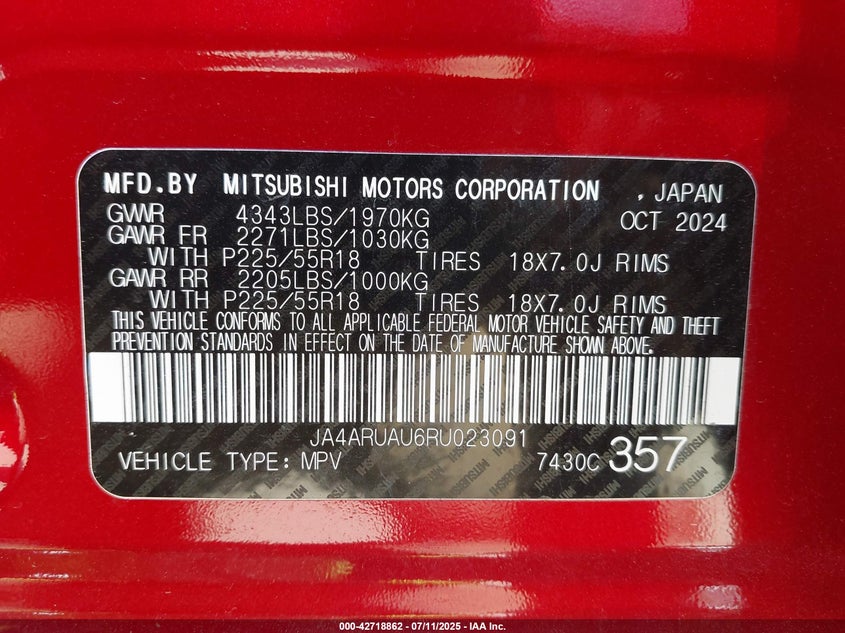 MFD.BY MITSUBISHI MOTORS CORPORATION , JAPAN
GVWR 4343LBS/1970KG OCT 2024
GAWR FR 2271LBS/1030KG
WITH P225/55R18 TIRES 18X7.0J RIMS
GAWR RR 2205LBS/1000KG
WITH P225/55R18 TIRES 18X7.0J RIMS
THIS VEHICLE CONFORMS TO ALL APPLICABLE FEDERAL MOTOR VEHICLE SAFETY AND THEFT
PREVENTION STANDARDS IN EFFECT ON THE DATE OF MANUFACTURE SHOWN ABOVE.
JA4ARUAU6RU023091
VEHICLE TYPE: MPV 7430C 357
000-42718862 - 07/11/2025 - IAA Inc.